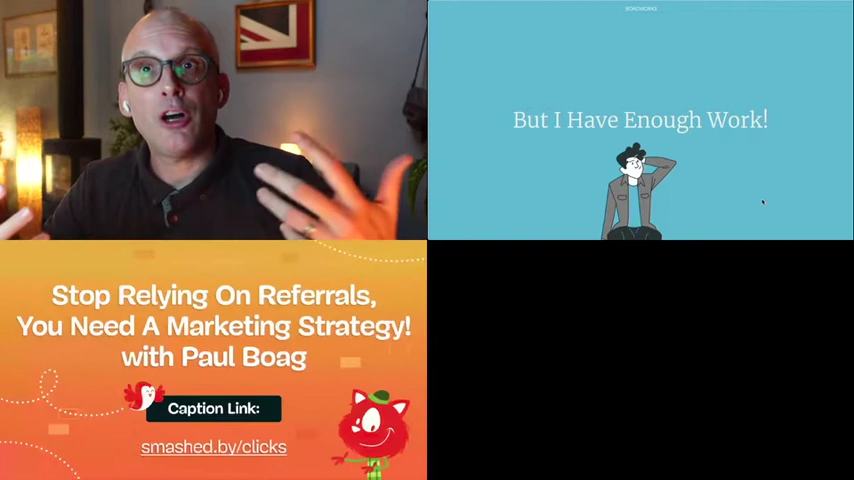 BOAGWORKS
But I Have Enough Work!
Stop Relying On Referrals,
You Need A Marketing Strategy!
with Paul Boag
Caption Link:
smashed.by/clicks